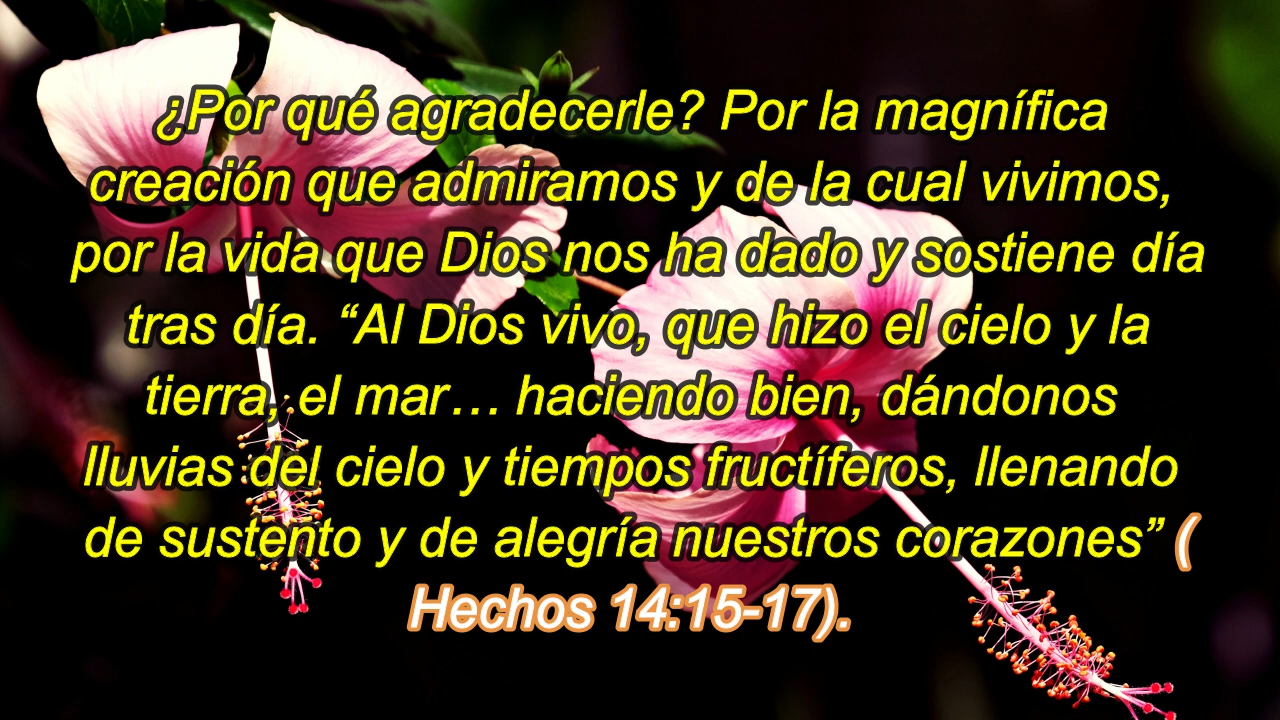 ¿Por qué agradecerle? Por la magnífica
creación que admiramos y de la cual vivimos,
por la vida que Dios nos ha dado y sostiene día
tras día. “Al Dios vivo, que hizo el cielo y la
tierra, el mar… haciendo bien, dándonos
lluvias del cielo y tiempos fructíferos, llenando
de sustento y de alegría nuestros corazones” (
Hechos 14:15-17).